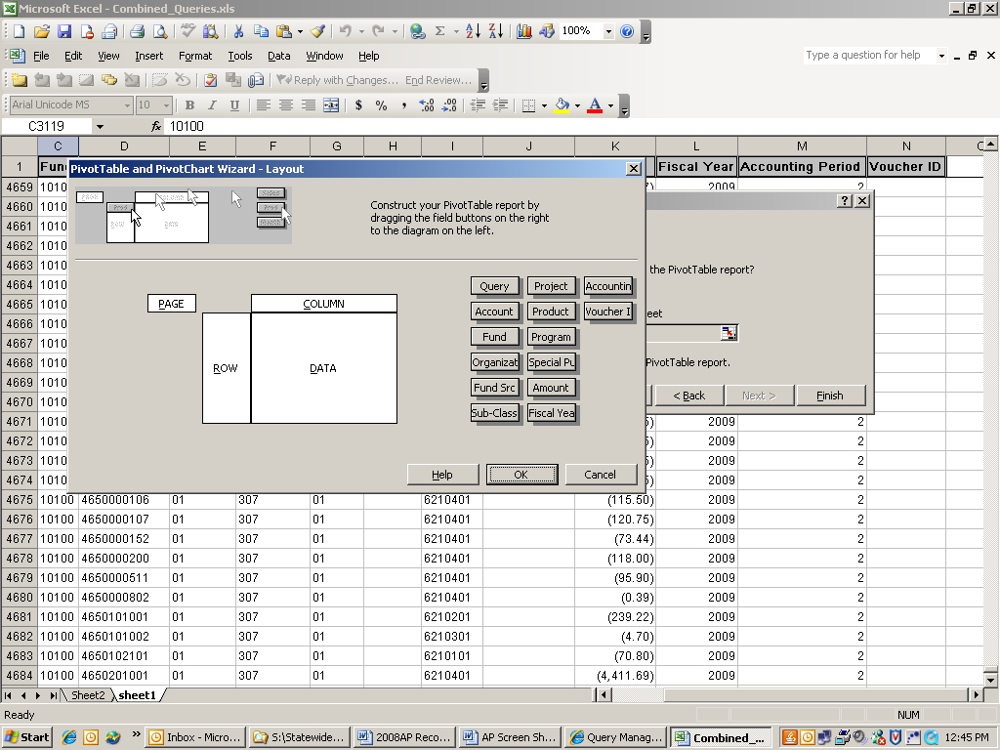 Microsoft Excel - Combined_Queries.xls
100%
File Edit View Insert Format Tools Data Window Help
Type a question for help
Reply with Changes... End Review...
Arial Unicode MS 10 B I U $ % , .00
C3119 fx 10100
C D E F G H I J K L M N
1 Fun Fiscal Year Accounting Period Voucher ID
PivotTable and PivotChart Wizard - Layout
Construct your PivotTable report by
dragging the field buttons on the right
to the diagram on the left.
PAGE COLUMN
ROW DATA
Query Project Accountin
Account Product Voucher I
Fund Program
Organizat Special Pu
Fund Src Amount
Sub-Class Fiscal Yea
Help OK Cancel
the PivotTable report?
eet
PivotTable report.
< Back Next > Finish
4659 1010 2009 2
4660 1010
4661 1010
4662 1010
4663 1010
4664 1010
4665 1010
4666 1010
4667 1010
4668 1010
4669 1010
4670 1010
4671 1010 2009 2
4672 1010 2009 2
4673 1010 2009 2
4674 1010 2009 2
4675 10100 4650000106 01 307 01 6210401 (115.50) 2009 2
4676 10100 4650000107 01 307 01 6210401 (120.75) 2009 2
4677 10100 4650000152 01 307 01 6210401 (73.44) 2009 2
4678 10100 4650000200 01 307 01 6210401 (118.00) 2009 2
4679 10100 4650000511 01 307 01 6210401 (95.90) 2009 2
4680 10100 4650000802 01 307 01 6210401 (0.39) 2009 2
4681 10100 4650101001 01 307 01 6210201 (239.22) 2009 2
4682 10100 4650101002 01 307 01 6210301 (4.70) 2009 2
4683 10100 4650102101 01 307 01 6210101 (70.80) 2009 2
4684 10100 4650201001 01 307 01 6210401 (4,411.69) 2009 2
Sheet2 sheet1
Ready NUM
Start Inbox - Micro... S:\Statewide... 2008AP Reco... AP Screen Sh... Query Manag... Combined_... 12:45 PM